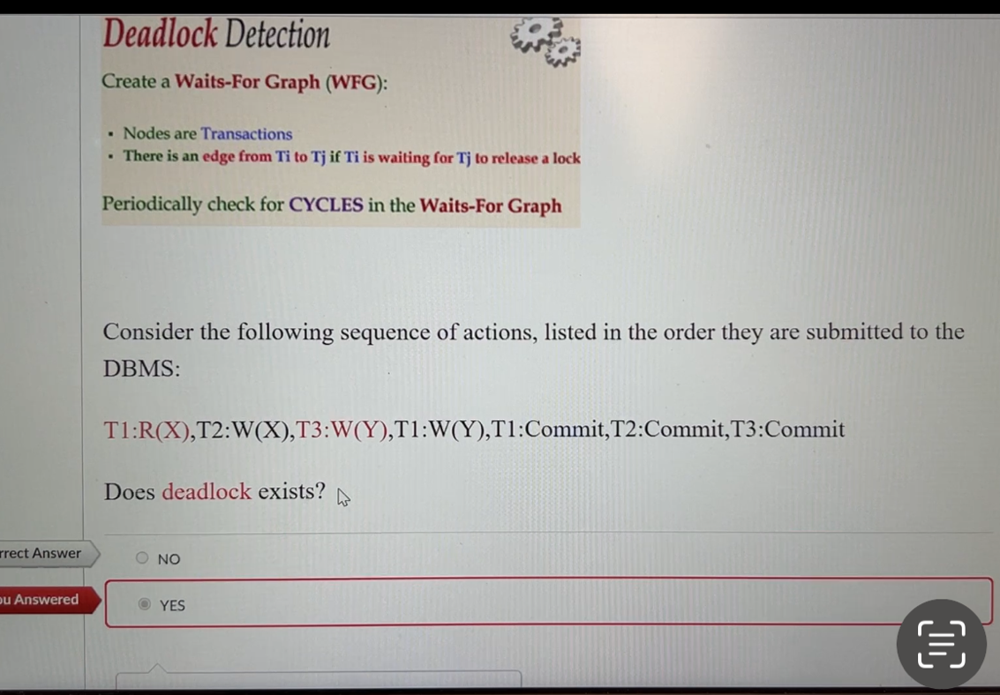 Deadlock Detection
Create a Waits-For Graph (WFG):
• Nodes are Transactions
• There is an edge from Ti to Tj if Ti is waiting for Tj to release a lock
Periodically check for CYCLES in the Waits-For Graph
Consider the following sequence of actions, listed in the order they are submitted to the
DBMS:
T1:R(X),T2:W(X),T3:W(Y),T1:W(Y),T1:Commit,T2:Commit,T3:Commit
Does deadlock exists?
rrect Answer
NO
ou Answered
YES